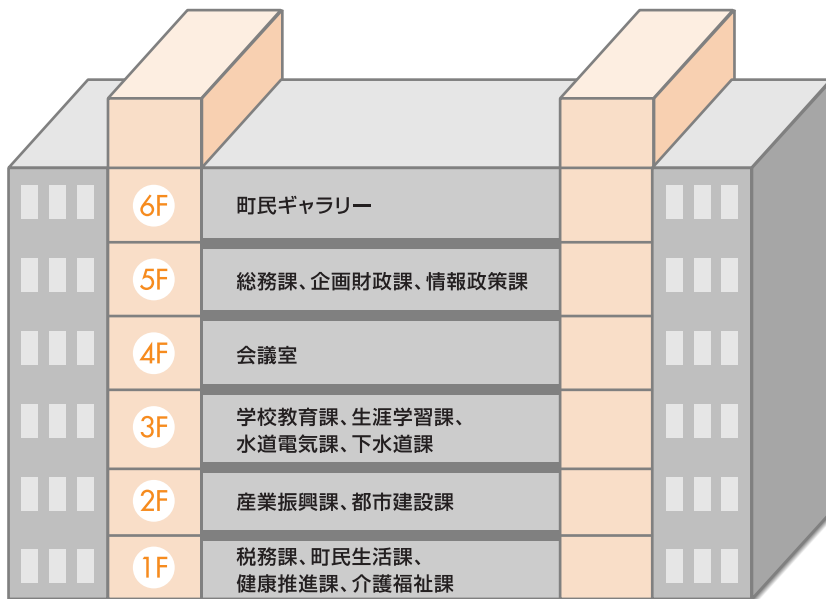 6F
町民ギャラリー
5F
総務課、企画財政課、情報政策課
4F
会議室
3F
学校教育課、生涯学習課、
水道電気課、下水道課
2F
産業振興課、都市建設課
1F
税務課、町民生活課、
健康推進課、介護福祉課